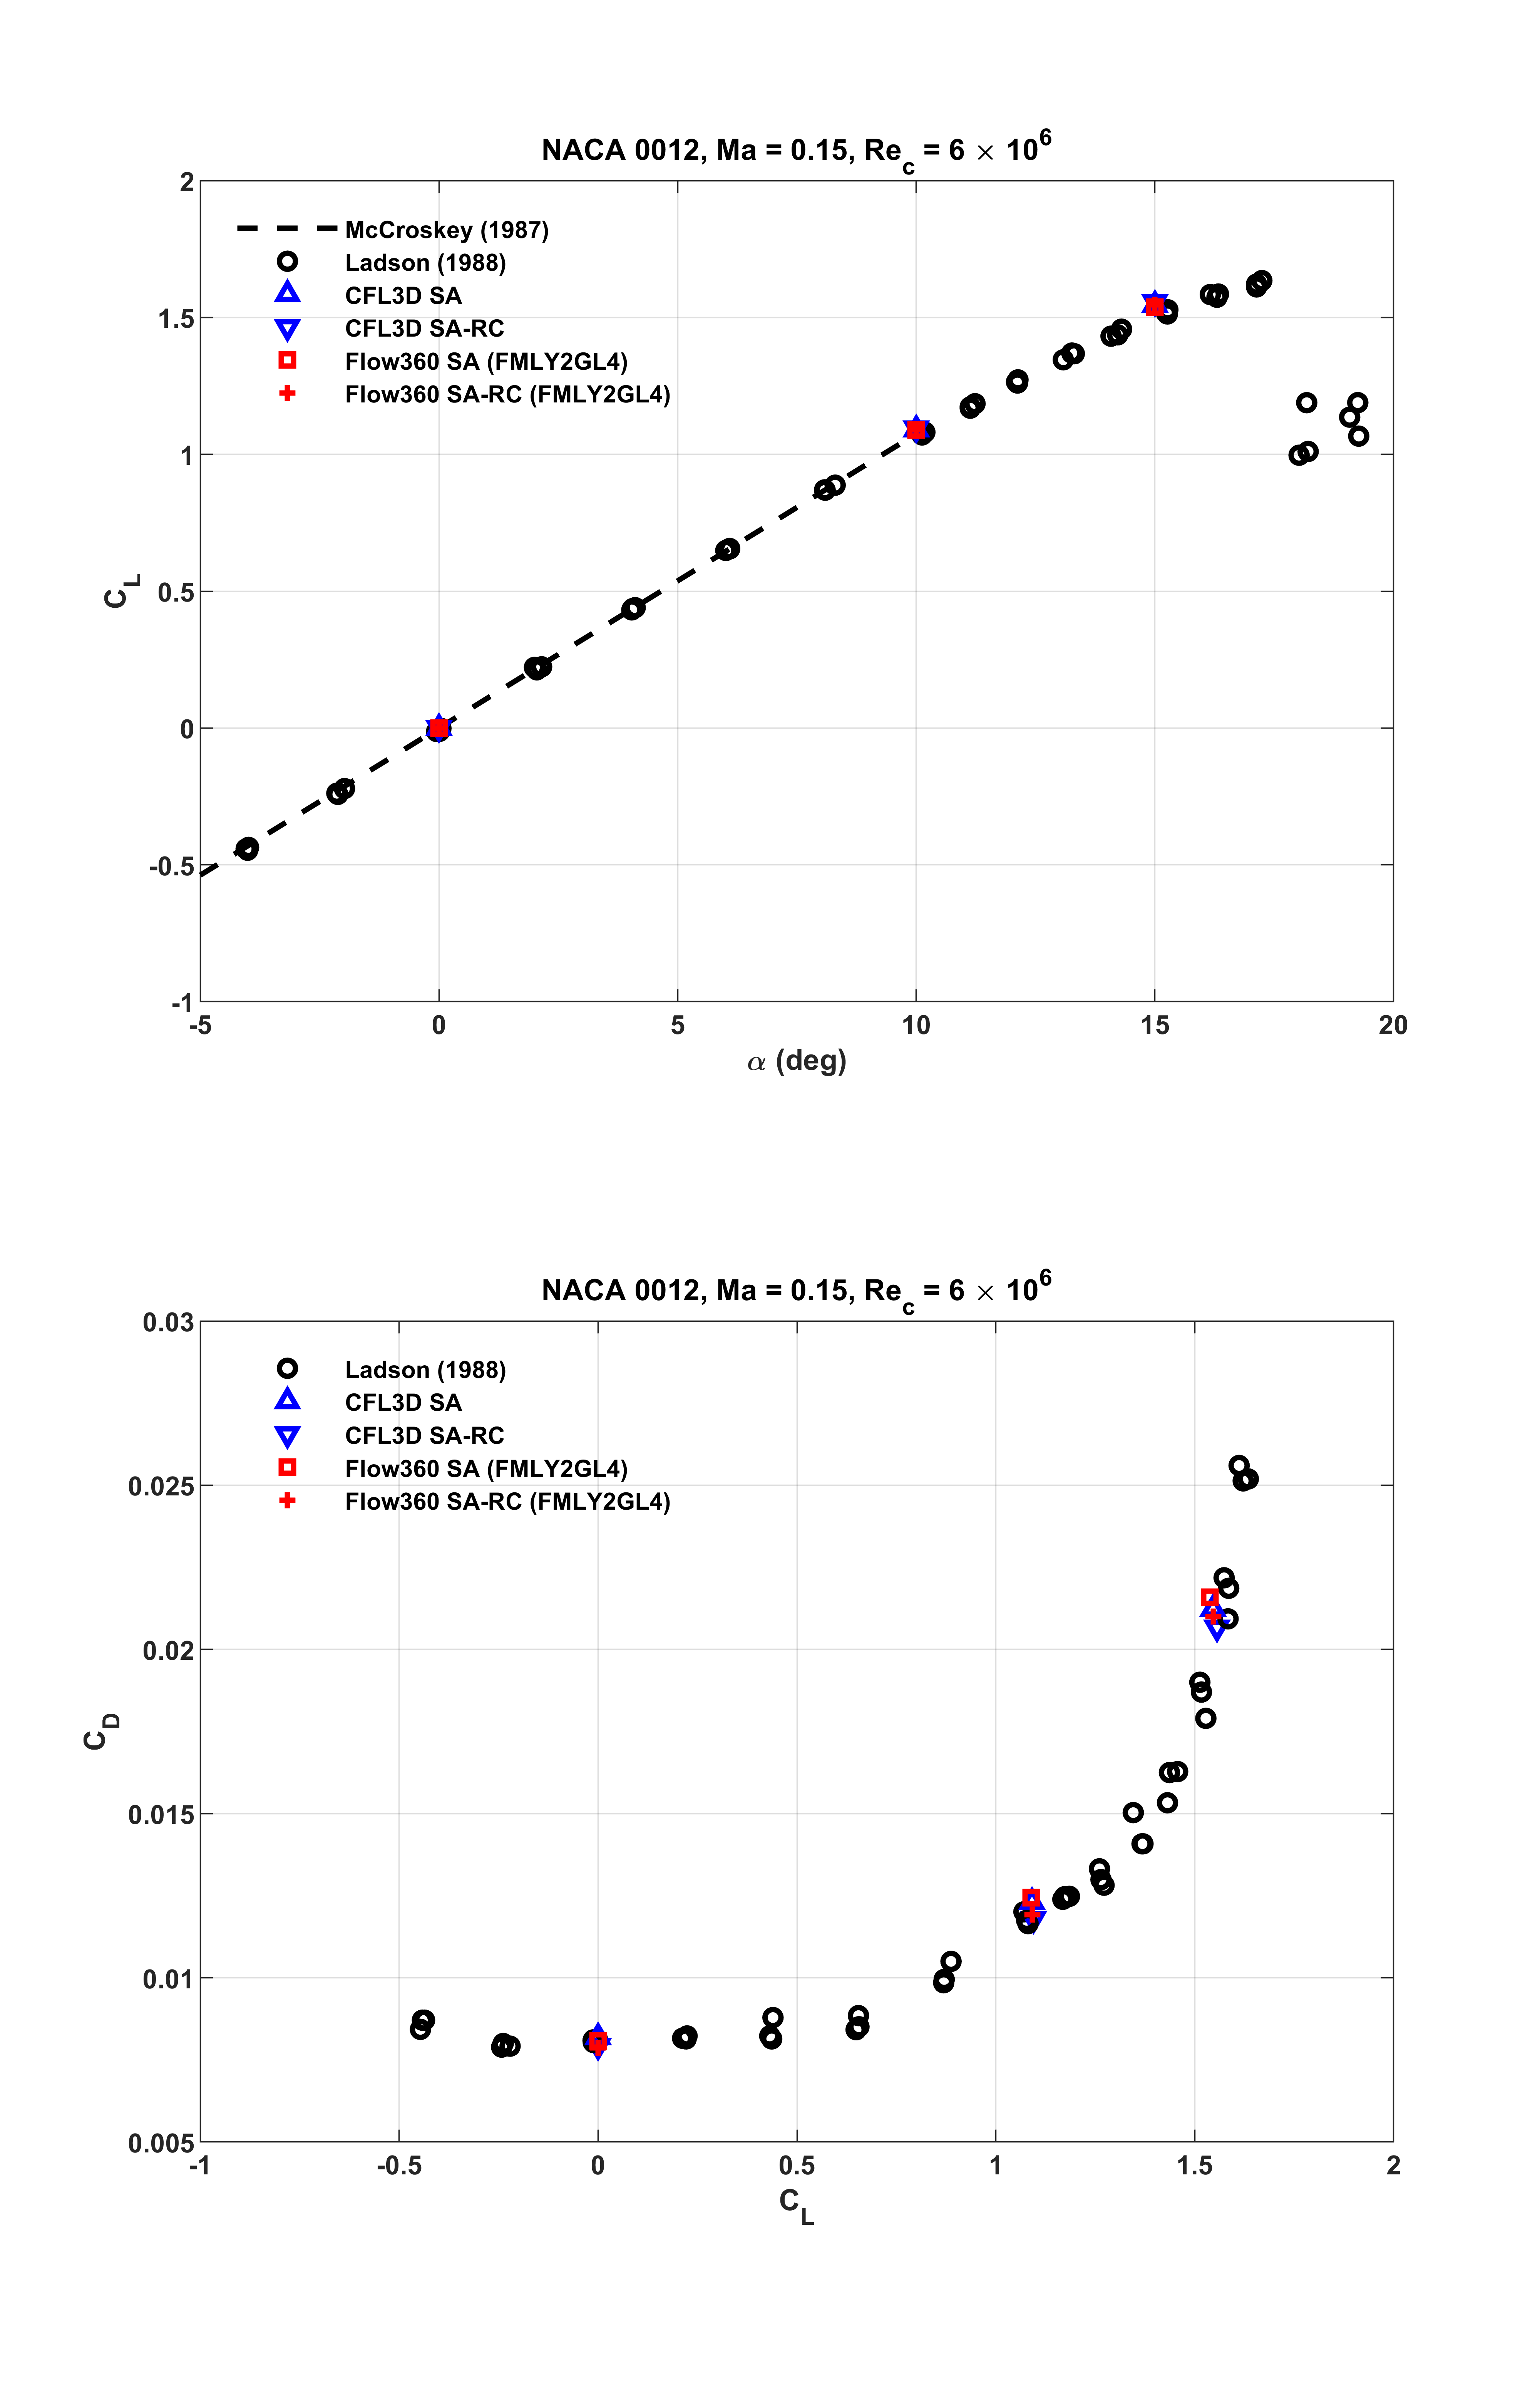 NACA 0012, Ma = 0.15, Re_c = 6 × 10^6
2
1.5
1
0.5
0
-0.5
-1
C_L
McCroskey (1987)
Ladson (1988)
CFL3D SA
CFL3D SA-RC
Flow360 SA (FMLY2GL4)
Flow360 SA-RC (FMLY2GL4)
-5 0 5 10 15 20
α (deg)
NACA 0012, Ma = 0.15, Re_c = 6 × 10^6
0.03
0.025
0.02
0.015
0.01
0.005
C_D
Ladson (1988)
CFL3D SA
CFL3D SA-RC
Flow360 SA (FMLY2GL4)
Flow360 SA-RC (FMLY2GL4)
-1 -0.5 0 0.5 1 1.5 2
C_L